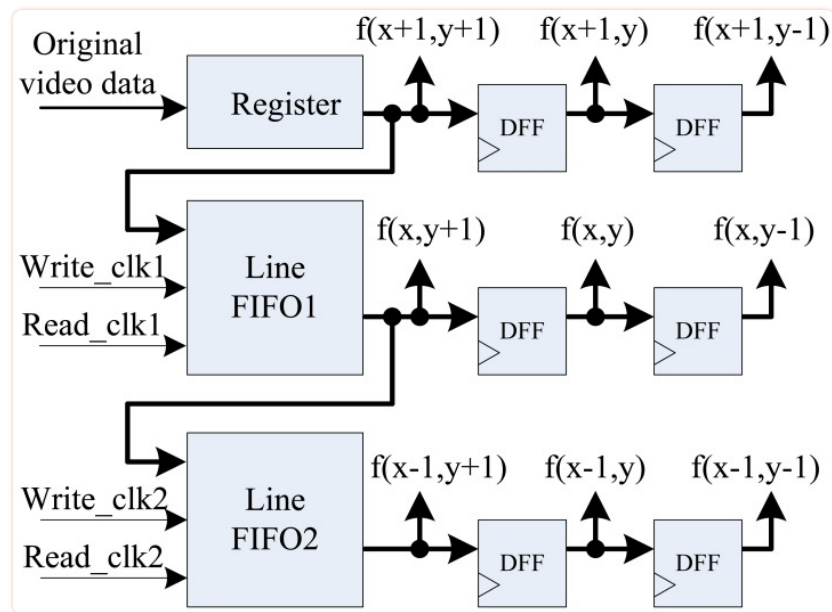 Original
video data
Register
f(x+1,y+1)
f(x+1,y)
f(x+1,y-1)
DFF
DFF
Write_clk1
Read_clk1
Line
FIFO1
f(x,y+1)
f(x,y)
f(x,y-1)
DFF
DFF
Write_clk2
Read_clk2
Line
FIFO2
f(x-1,y+1)
f(x-1,y)
f(x-1,y-1)
DFF
DFF